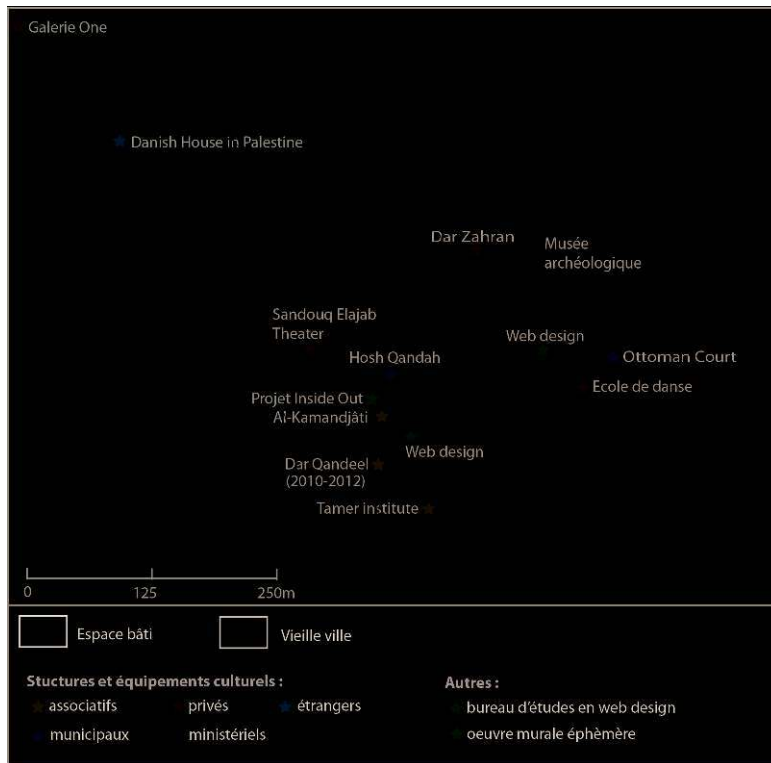 Galerie One
Danish House in Palestine
Dar Zahran
Musée
archéologique
Sandouq Elajab
Theater
Web design
Hosh Qandah
Ottoman Court
Ecole de danse
Projet Inside Out
Al-Kamandjâti
Web design
Dar Qandeel
(2010-2012)
Tamer institute
0 125 250m
Espace bâti Vieille ville
Stuctures et équipements culturels :
associatifs privés étrangers
municipaux ministériels
Autres :
bureau d'études en web design
oeuvre murale éphèmère